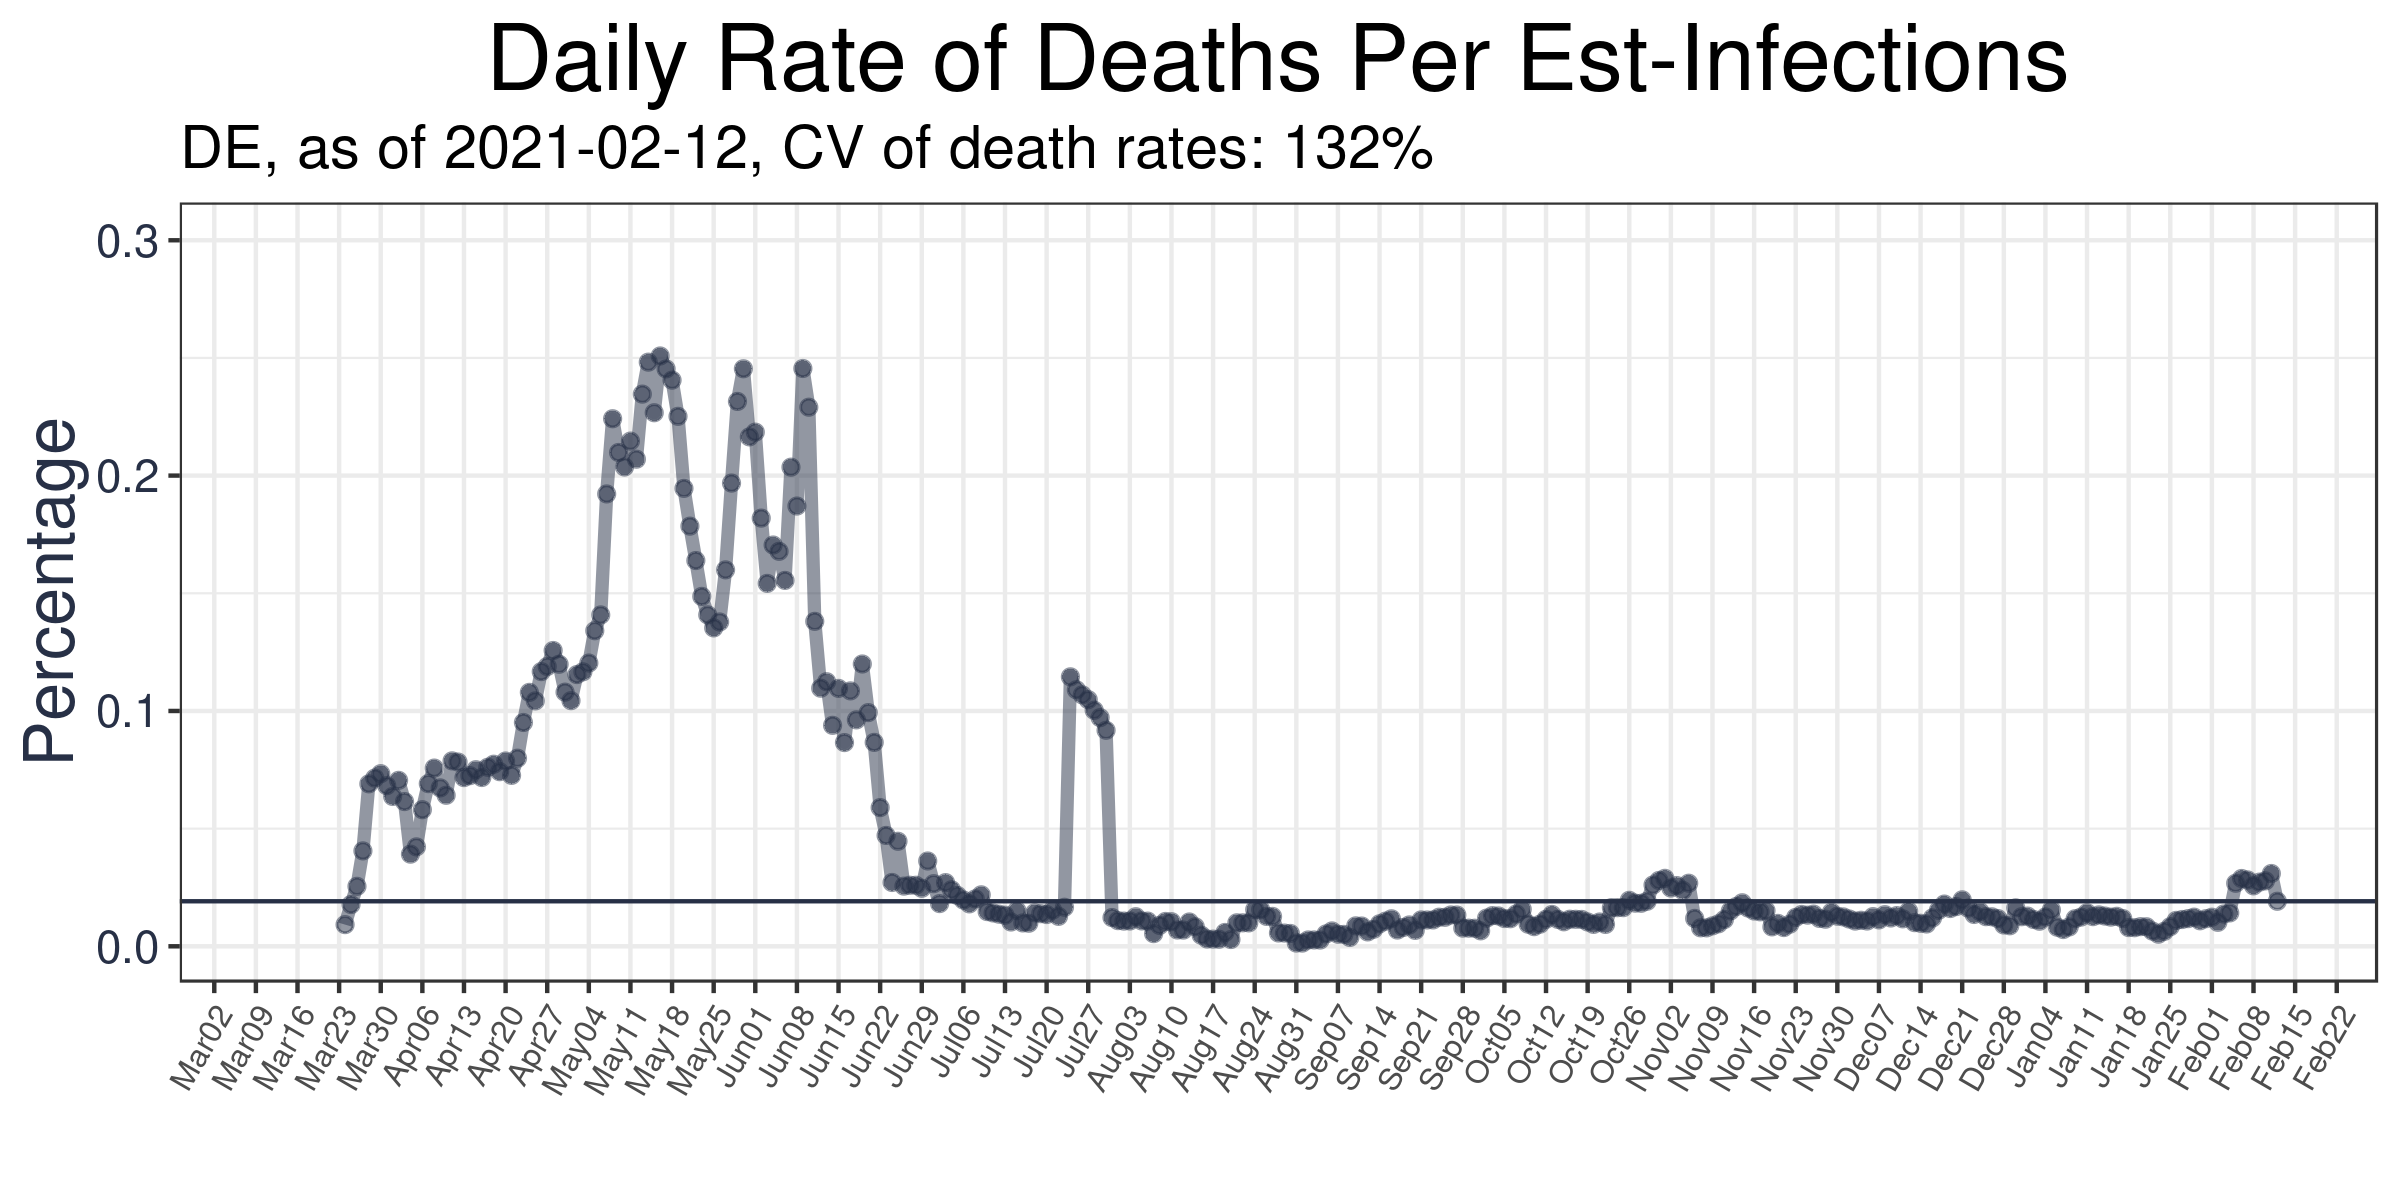 Daily Rate of Deaths Per Est-Infections
DE, as of 2021-02-12, CV of death rates: 132%
Percentage
0.3
0.2
0.1
0.0
Mar02
Mar09
Mar16
Mar23
Mar30
Apr06
Apr13
Apr20
Apr27
May04
May11
May18
May25
Jun01
Jun08
Jun15
Jun22
Jun29
Jul06
Jul13
Jul20
Jul27
Aug03
Aug10
Aug17
Aug24
Aug31
Sep07
Sep14
Sep21
Sep28
Oct05
Oct12
Oct19
Oct26
Nov02
Nov09
Nov16
Nov23
Nov30
Dec07
Dec14
Dec21
Dec28
Jan04
Jan11
Jan18
Jan25
Feb01
Feb08
Feb15
Feb22